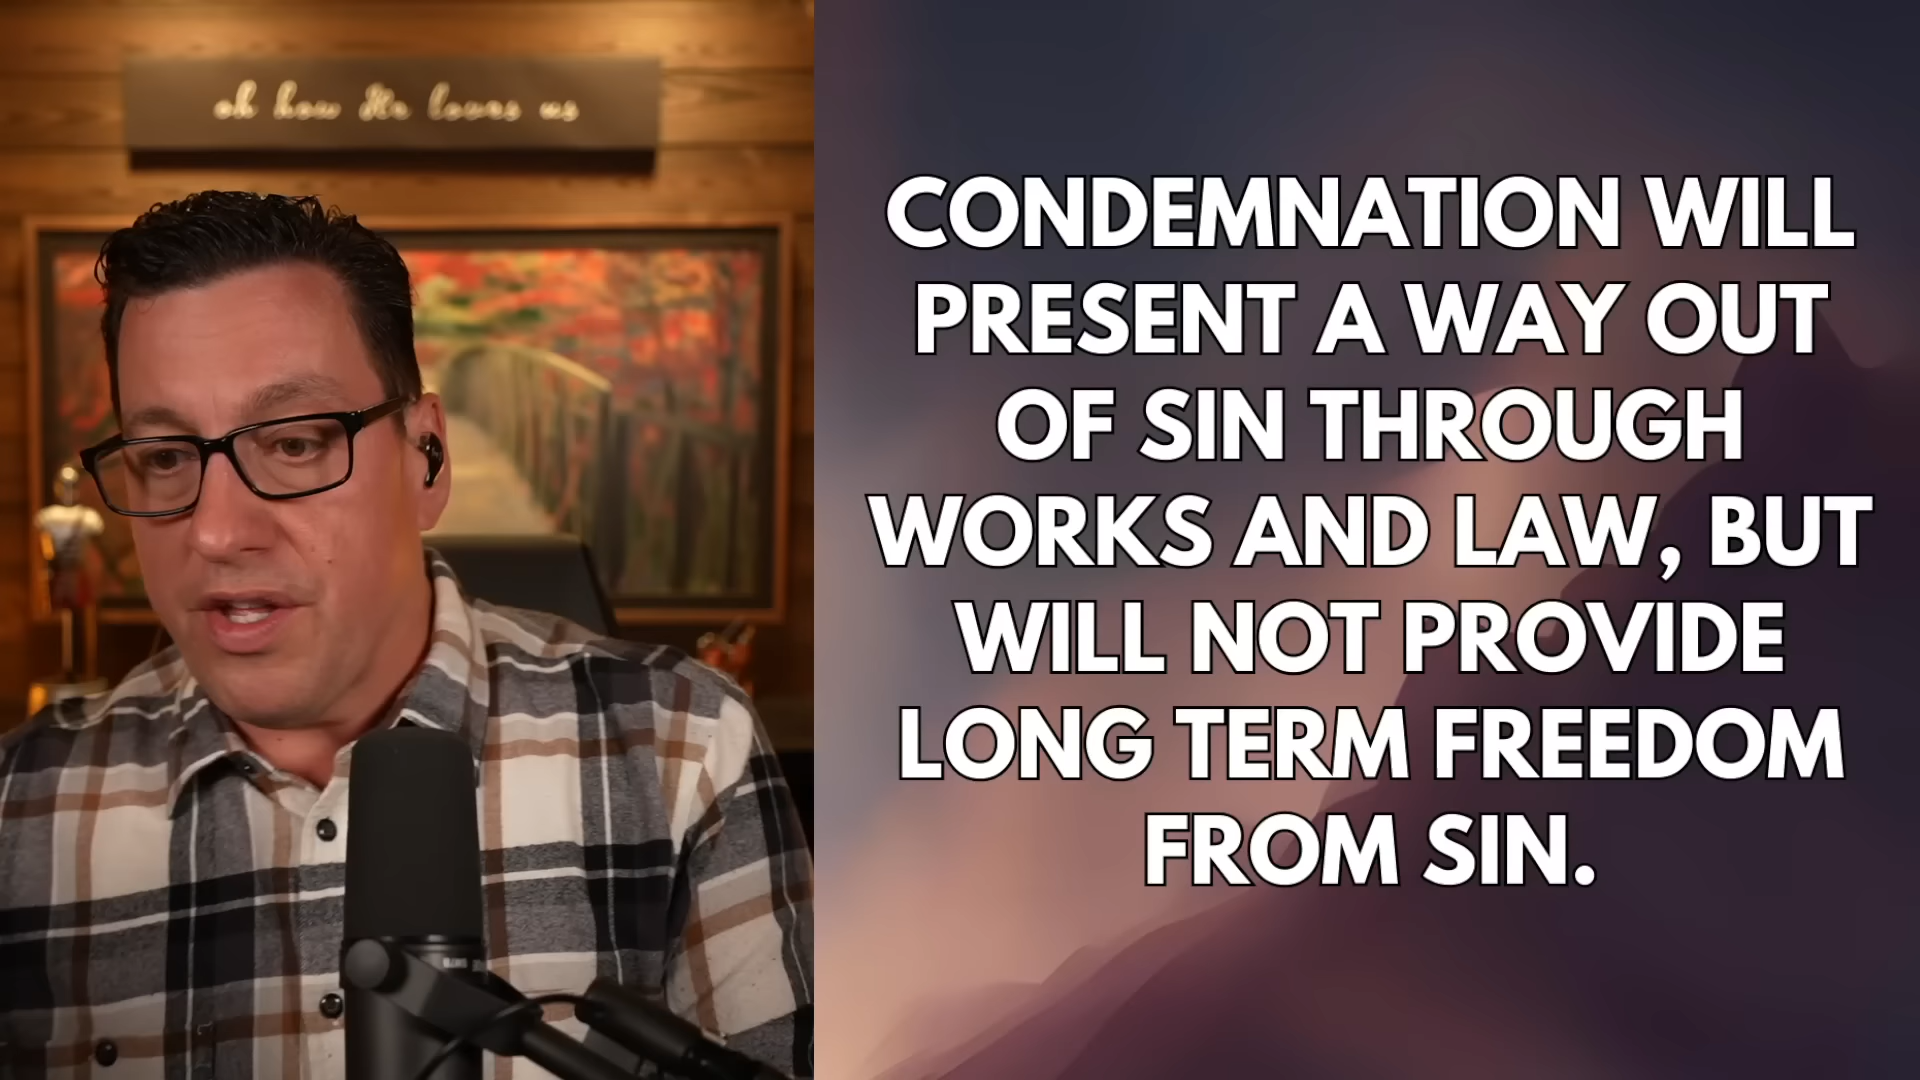 oh how He loves us
CONDEMNATION WILL
PRESENT A WAY OUT
OF SIN THROUGH
WORKS AND LAW, BUT
WILL NOT PROVIDE
LONG TERM FREEDOM
FROM SIN.